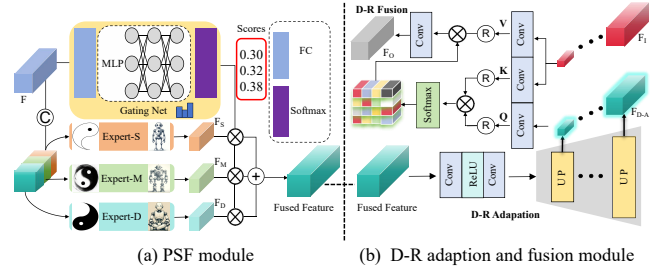 F
MLP
Gating Net
Scores
0.30
0.32
0.38
FC
Softmax
C
Expert-S
F_S
Expert-M
F_M
Expert-D
F_D
Fused Feature
(a) PSF module
D-R Fusion
F_O
Conv
R
V
Conv
F_I
R
K
Conv
Softmax
R
Q
Conv
F_{D-A}
Fused Feature
Conv
ReLU
Conv
D-R Adapation
UP
UP
(b) D-R adaption and fusion module